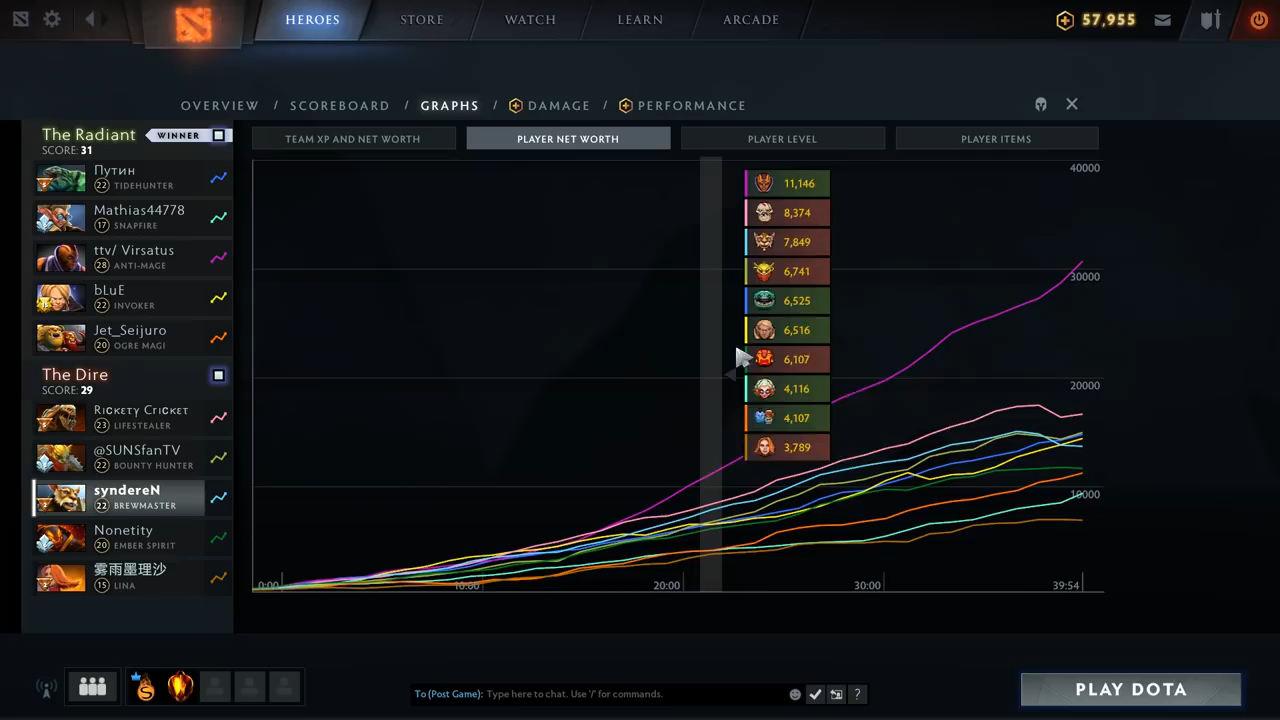 HEROES STORE WATCH LEARN ARCADE 57,955
OVERVIEW / SCOREBOARD / GRAPHS / DAMAGE / PERFORMANCE
The Radiant WINNER
SCORE: 31
Путин
22 TIDEHUNTER
Mathias44778
17 SNAPFIRE
ttv/ Virsatus
28 ANTI-MAGE
bLuE
22 INVOKER
Jet_Seijuro
20 OGRE MAGI
The Dire
SCORE: 29
Rιcкєту Crιcкєт
23 LIFESTEALER
@SUNSfanTV
22 BOUNTY HUNTER
syndereN
22 BREWMASTER
Nonetity
20 EMBER SPIRIT
雾雨墨理沙
15 LINA
TEAM XP AND NET WORTH PLAYER NET WORTH PLAYER LEVEL PLAYER ITEMS
40000
30000
20000
10000
11,146
8,374
7,849
6,741
6,525
6,516
6,107
4,116
4,107
3,789
0:00 10:00 20:00 30:00 39:54
To (Post Game): Type here to chat. Use '/' for commands.
?
PLAY DOTA